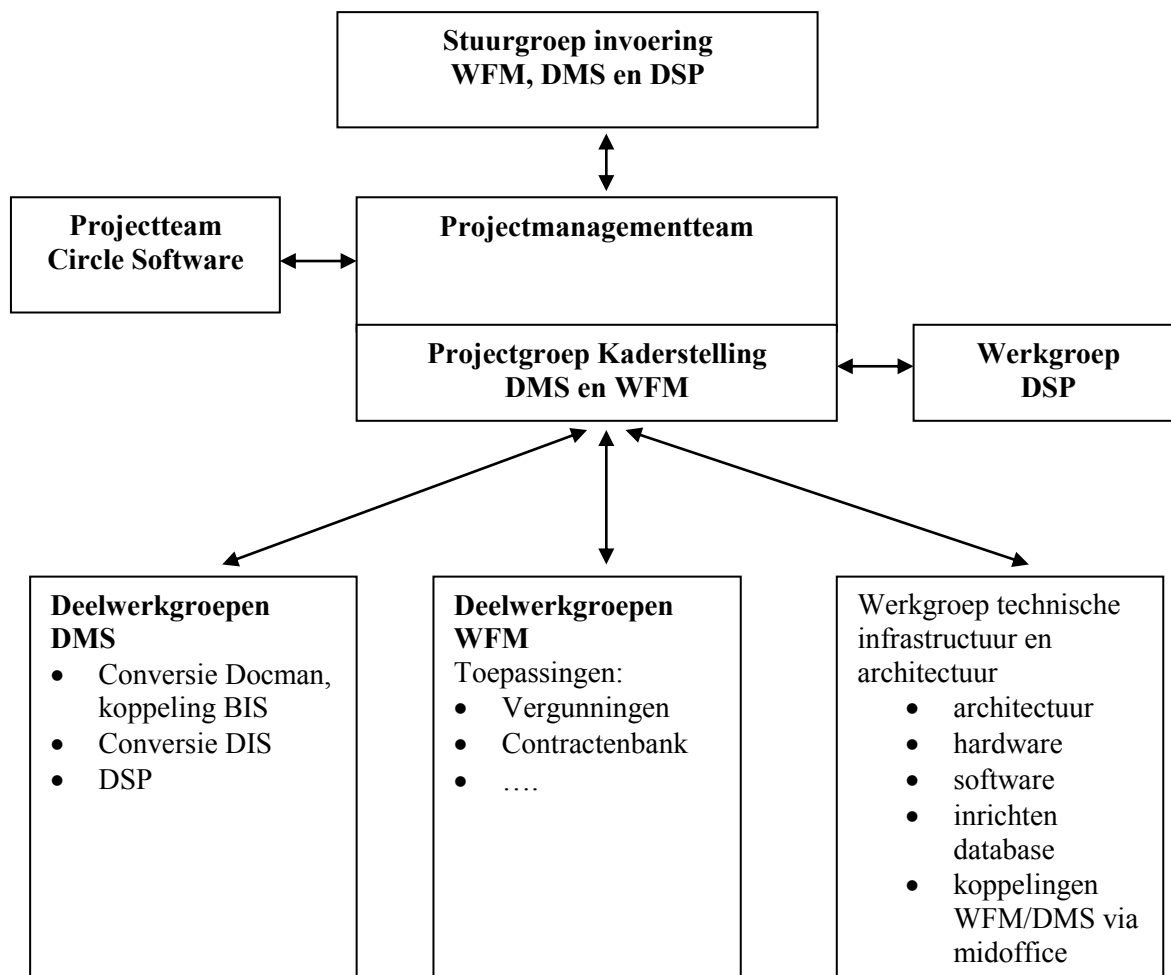 Stuurgroep invoering
WFM, DMS en DSP
Projectteam
Circle Software
Projectmanagementteam
Projectgroep Kaderstelling
DMS en WFM
Werkgroep
DSP
Deelwerkgroepen
DMS
• Conversie Docman,
koppeling BIS
• Conversie DIS
• DSP
Deelwerkgroepen
WFM
Toepassingen:
• Vergunningen
• Contractenbank
• ….
Werkgroep technische
infrastructuur en
architectuur
• architectuur
• hardware
• software
• inrichten
database
• koppelingen
WFM/DMS via
midoffice